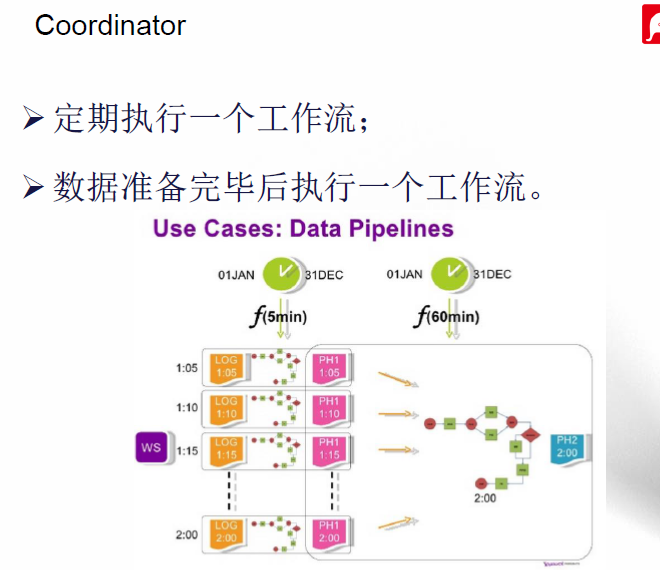 Coordinator
➢ 定期执行一个工作流；
➢ 数据准备完毕后执行一个工作流。
Use Cases: Data Pipelines
01JAN 31DEC 01JAN 31DEC
f(5min) f(60min)
1:05 LOG 1:05 PH1 1:05
1:10 LOG 1:10 PH1 1:10
WS 1:15 LOG 1:15 PH1 1:15
PH2 2:00
2:00
2:00 LOG 2:00 PH1 2:00